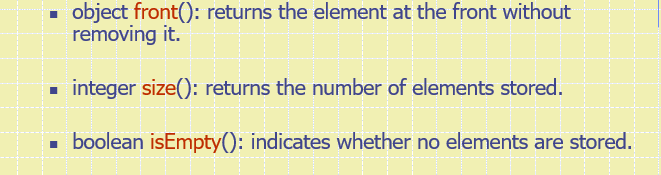 ▪ object front(): returns the element at the front without
removing it.
▪ integer size(): returns the number of elements stored.
▪ boolean isEmpty(): indicates whether no elements are stored.